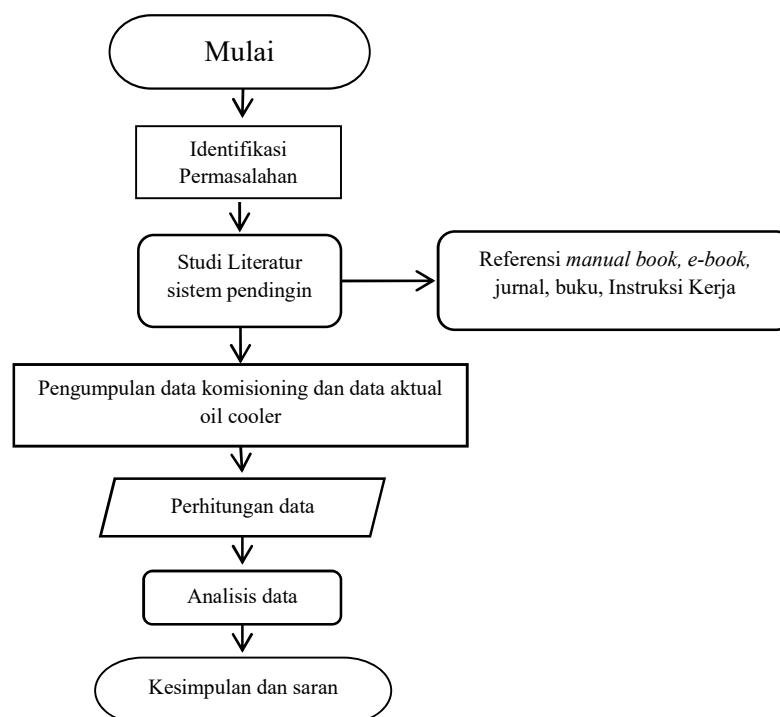 Mulai
Identifikasi
Permasalahan
Studi Literatur
sistem pendingin
Referensi manual book, e-book,
jurnal, buku, Instruksi Kerja
Pengumpulan data komisioning dan data aktual
oil cooler
Perhitungan data
Analisis data
Kesimpulan dan saran